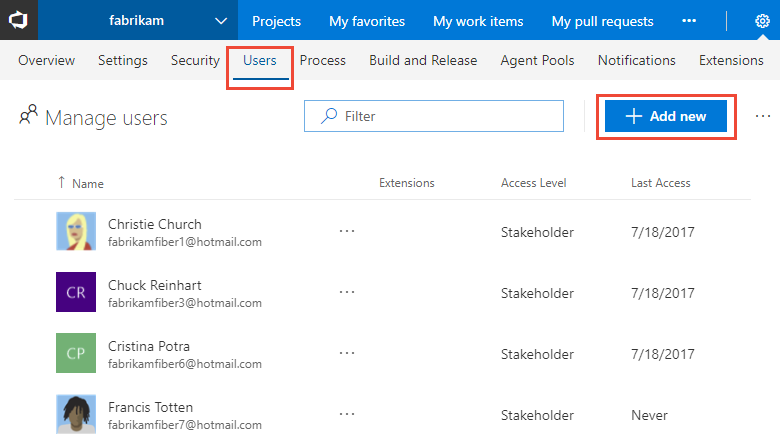 fabrikam Projects My favorites My work items My pull requests ···
Overview Settings Security Users Process Build and Release Agent Pools Notifications Extensions
Manage users Filter + Add new ···
↑ Name Extensions Access Level Last Access
Christie Church
fabrikamfiber1@hotmail.com ··· Stakeholder 7/18/2017
CR Chuck Reinhart
fabrikamfiber3@hotmail.com ··· Stakeholder 7/18/2017
CP Cristina Potra
fabrikamfiber6@hotmail.com ··· Stakeholder 7/18/2017
Francis Totten
fabrikamfiber7@hotmail.com ··· Stakeholder Never